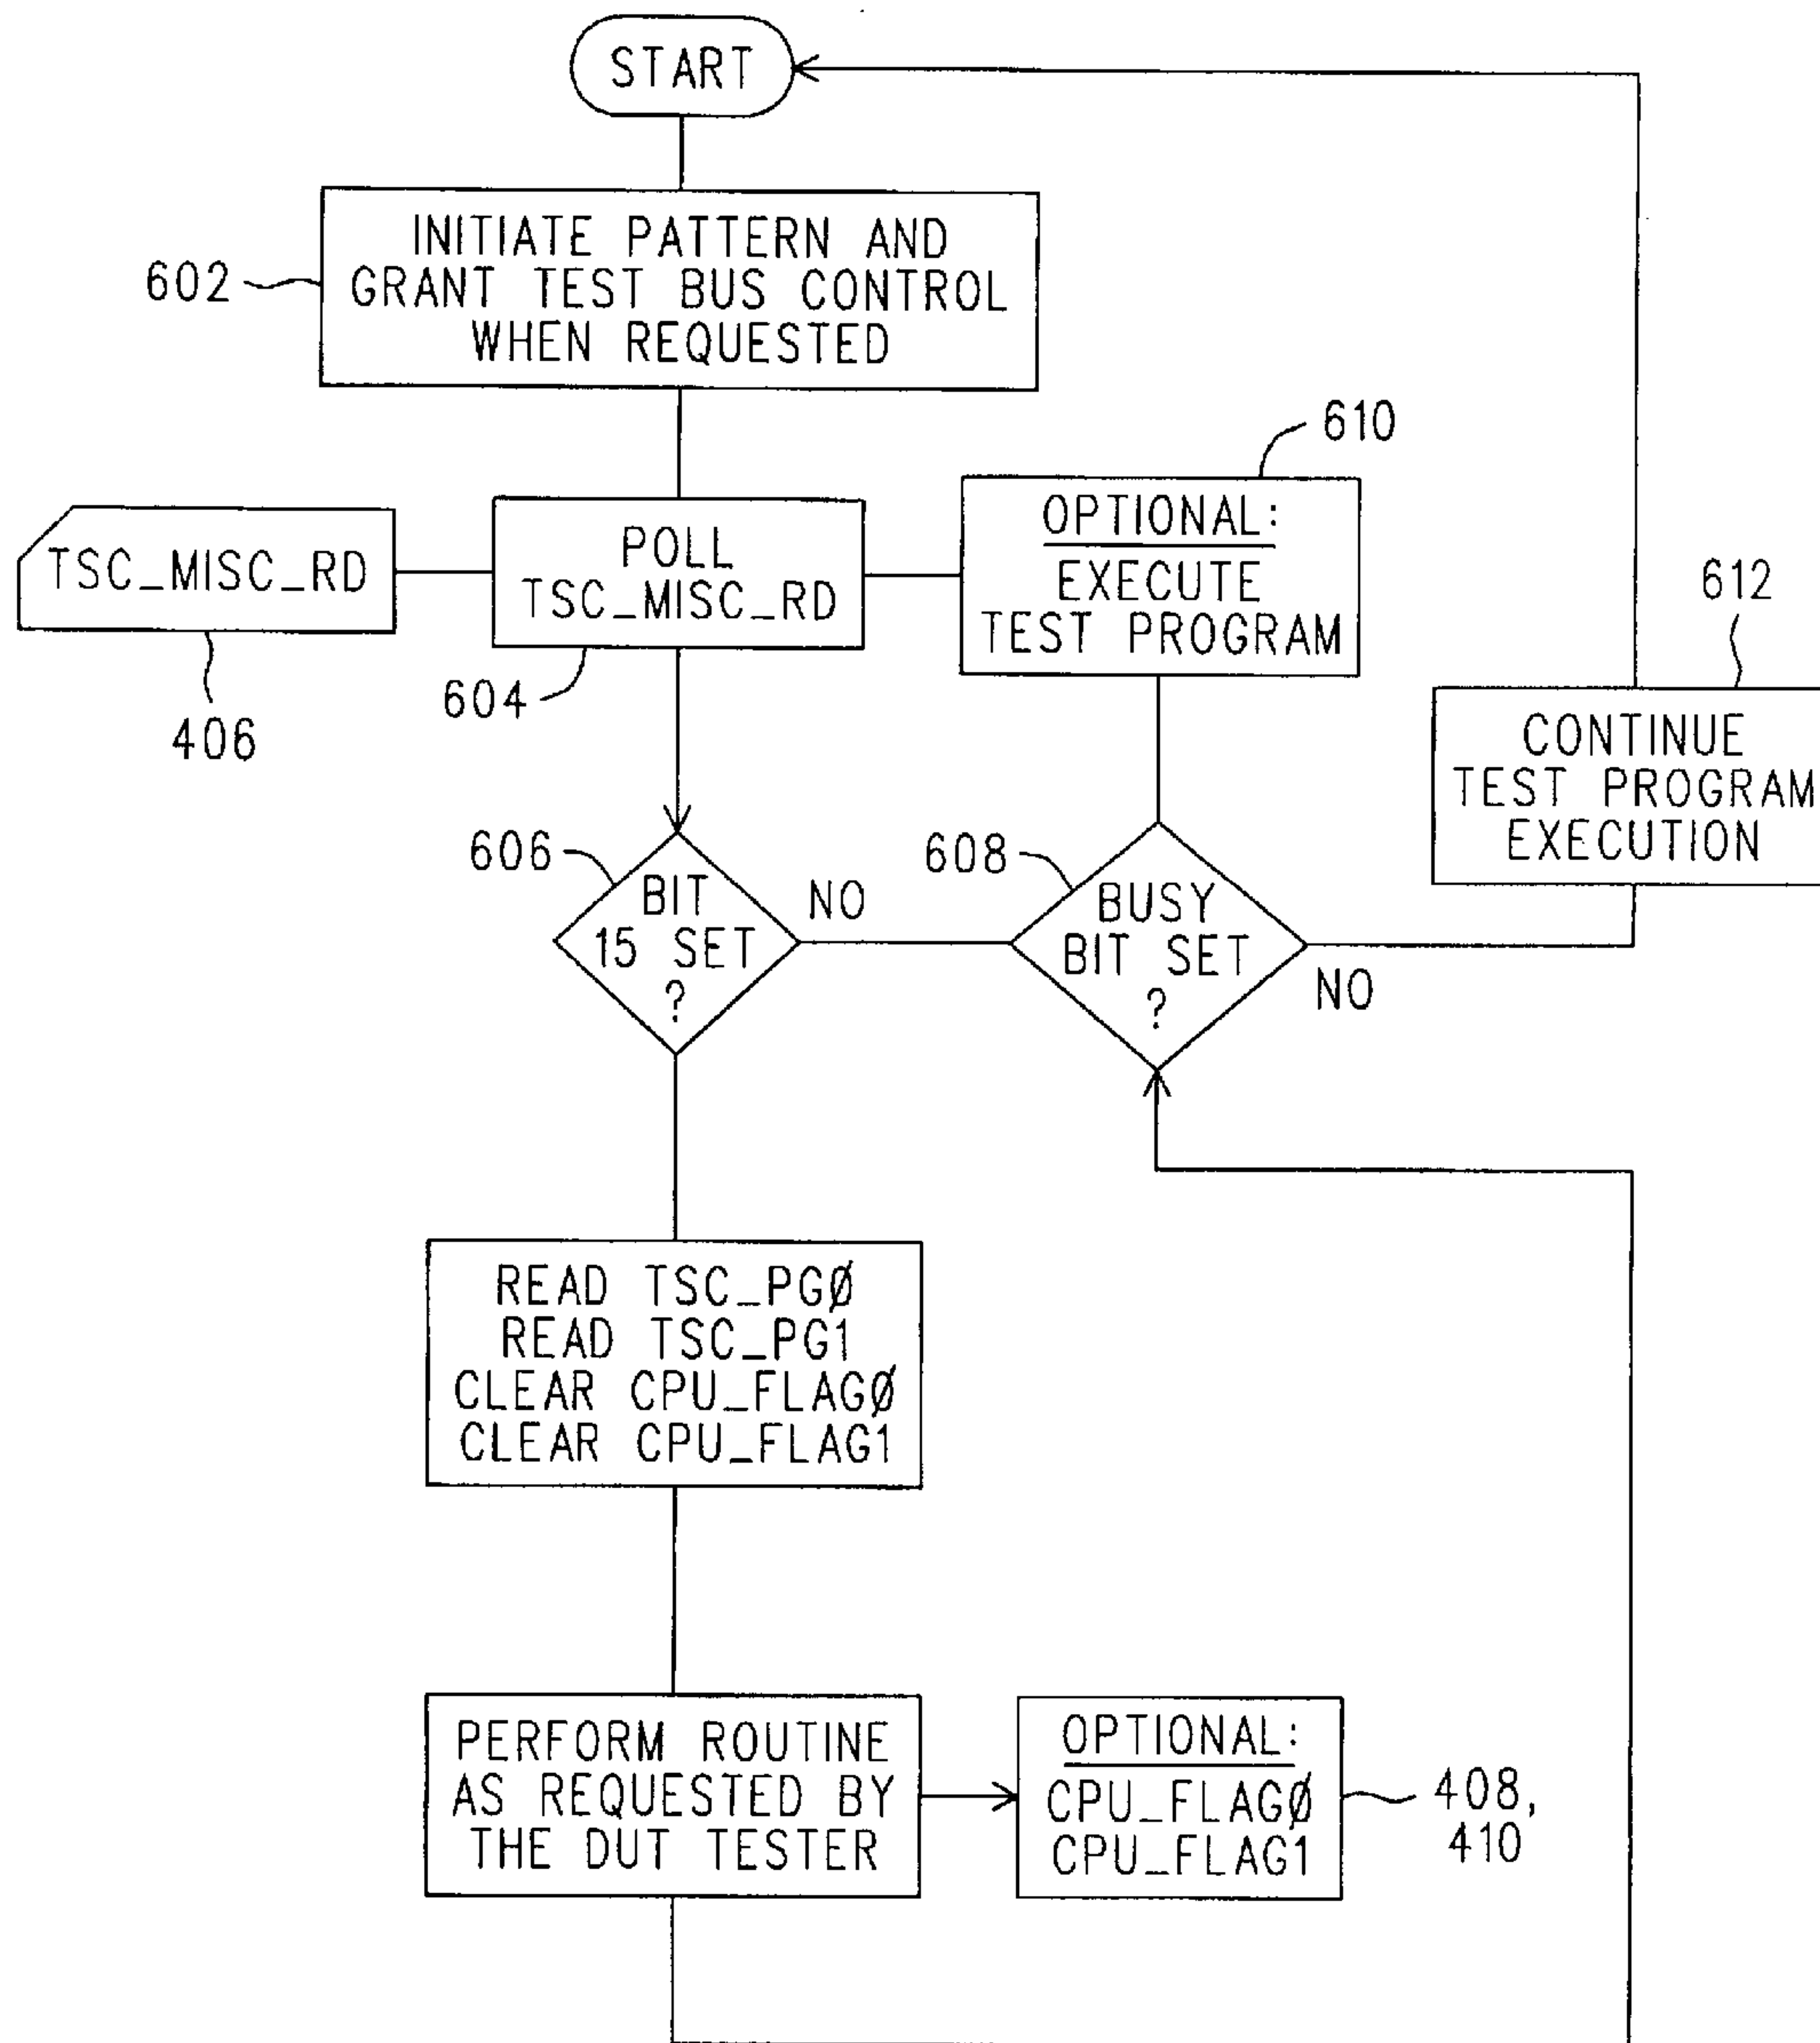 START
INITIATE PATTERN AND
GRANT TEST BUS CONTROL
WHEN REQUESTED
602
610
TSC_MISC_RD
406
POLL
TSC_MISC_RD
604
OPTIONAL:
EXECUTE
TEST PROGRAM
612
CONTINUE
TEST PROGRAM
EXECUTION
606
BIT
15 SET
?
NO
608
BUSY
BIT SET
?
NO
READ TSC_PGØ
READ TSC_PG1
CLEAR CPU_FLAGØ
CLEAR CPU_FLAG1
PERFORM ROUTINE
AS REQUESTED BY
THE DUT TESTER
OPTIONAL:
CPU_FLAGØ
CPU_FLAG1
408,
410